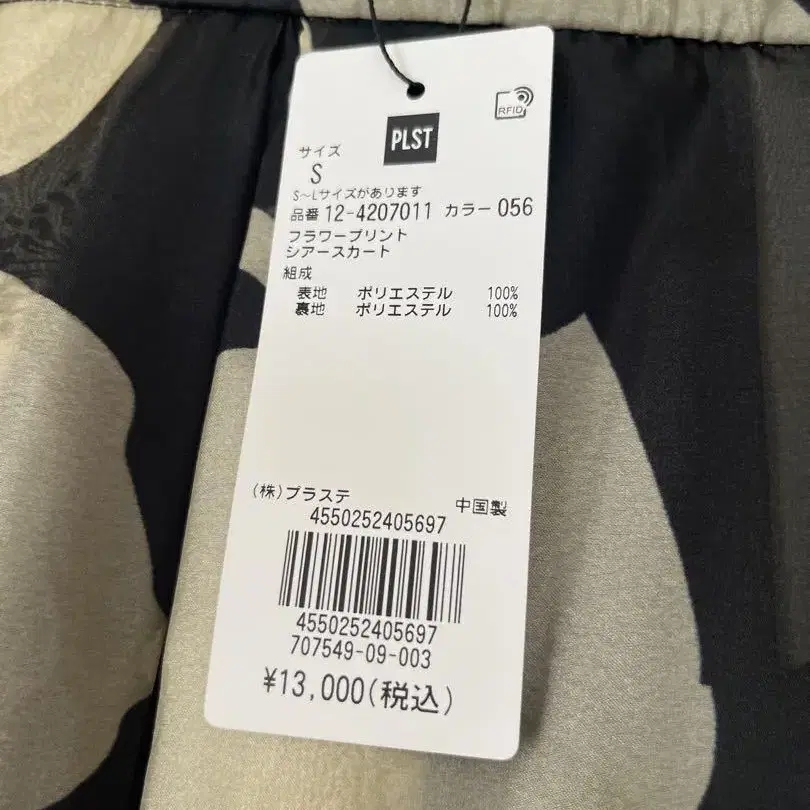 RFID
PLST
サイズ
S
S〜Lサイズがあります
品番 12-4207011 カラー 056
フラワープリント
シアースカート
組成
表地 ポリエステル 100%
裏地 ポリエステル 100%
(株)プラステ
中国製
4550252405697
4550252405697
707549-09-003
¥13,000(税込)